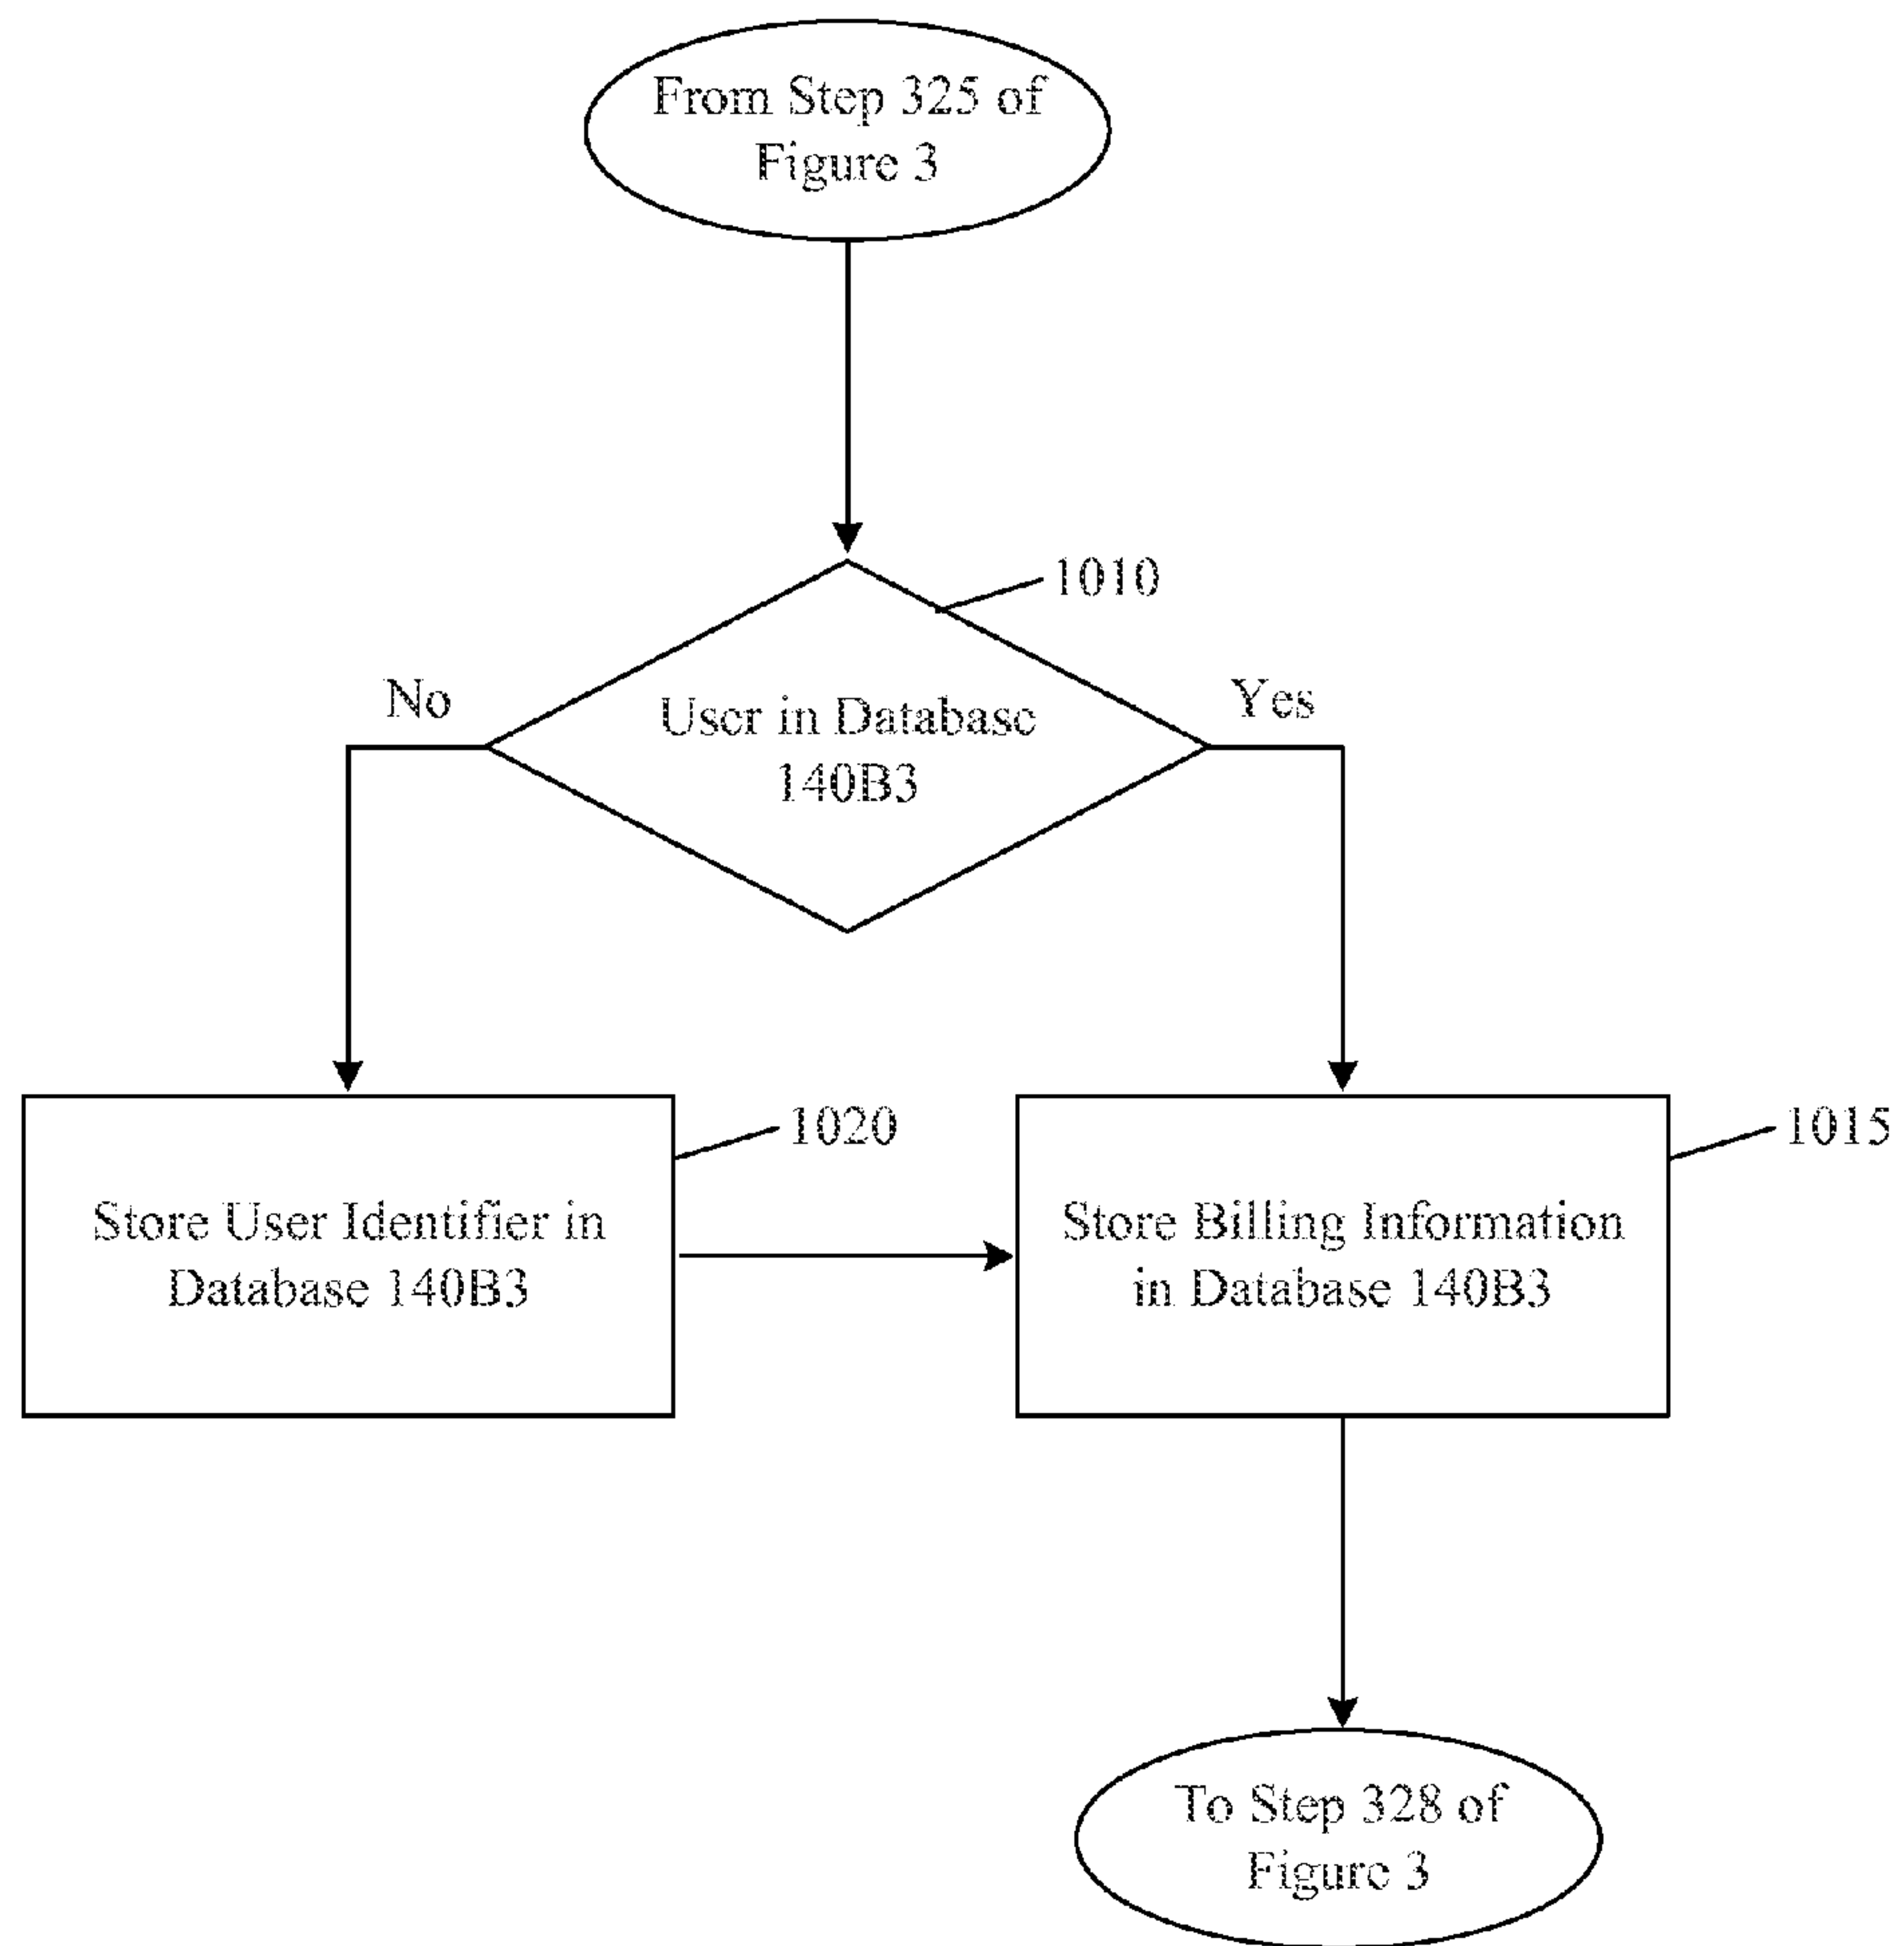 From Step 325 of
Figure 3
1010
No
Yes
User in Database
140B3
1020
1015
Store User Identifier in
Database 140B3
Store Billing Information
in Database 140B3
To Step 328 of
Figure 3